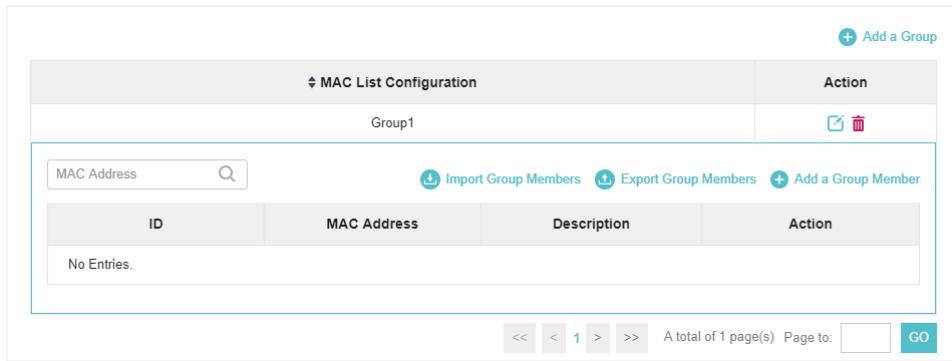 Add a Group
MAC List Configuration Action
Group1
MAC Address Import Group Members Export Group Members Add a Group Member
ID MAC Address Description Action
No Entries.
<< < 1 > >> A total of 1 page(s) Page to: GO